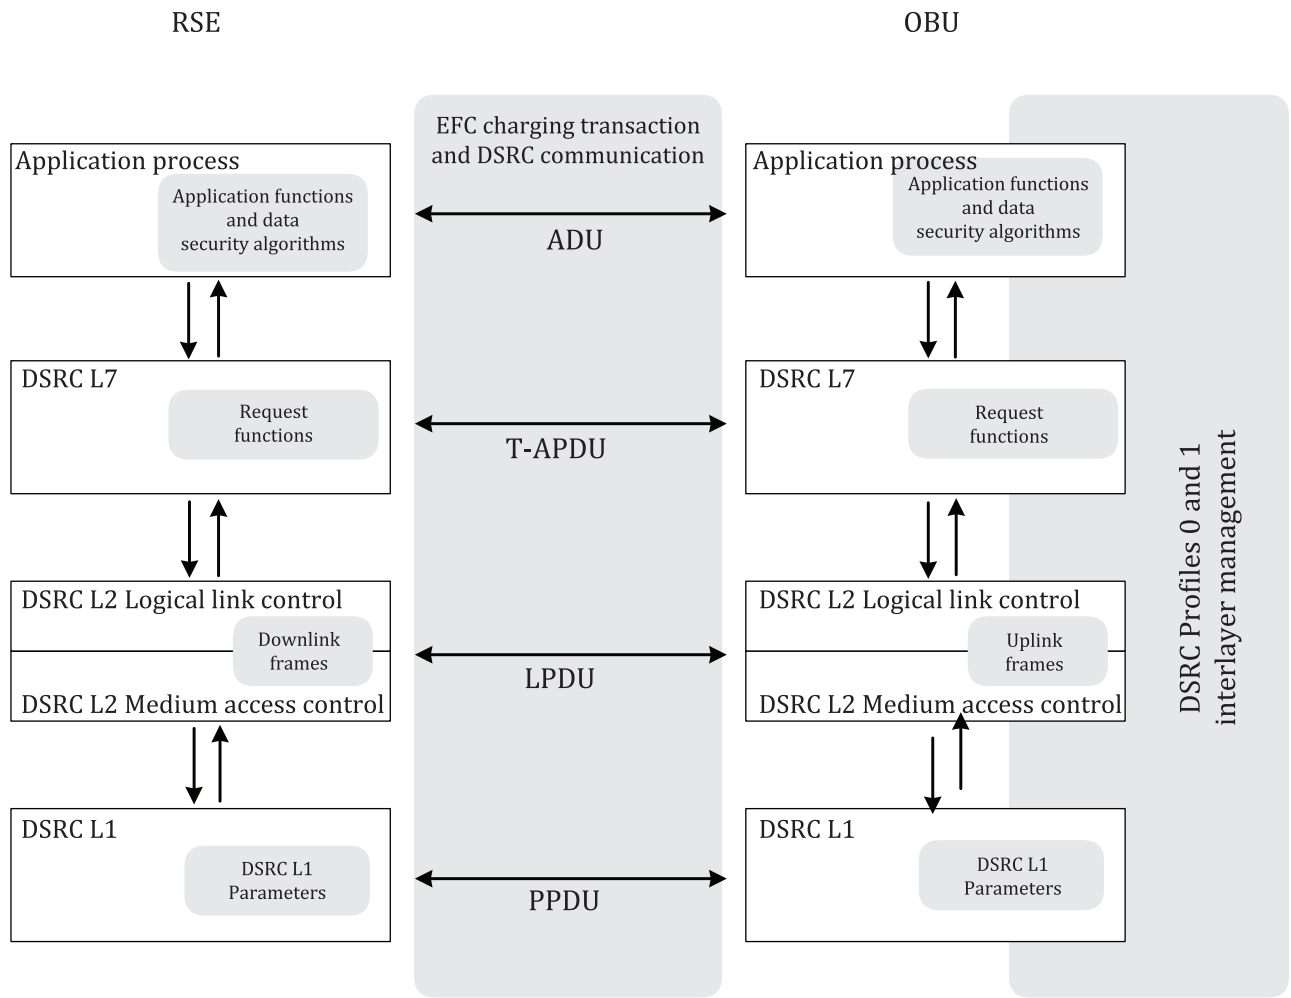 RSE
OBU
EFC charging transaction
and DSRC communication
Application process
Application functions
and data
security algorithms
ADU
Application process
Application functions
and data
security algorithms
DSRC L7
Request
functions
T-APDU
DSRC L7
Request
functions
DSRC L2 Logical link control
Downlink
frames
DSRC L2 Medium access control
LPDU
DSRC L2 Logical link control
Uplink
frames
DSRC L2 Medium access control
DSRC L1
DSRC L1
Parameters
PPDU
DSRC L1
DSRC L1
Parameters
DSRC Profiles 0 and 1
interlayer management